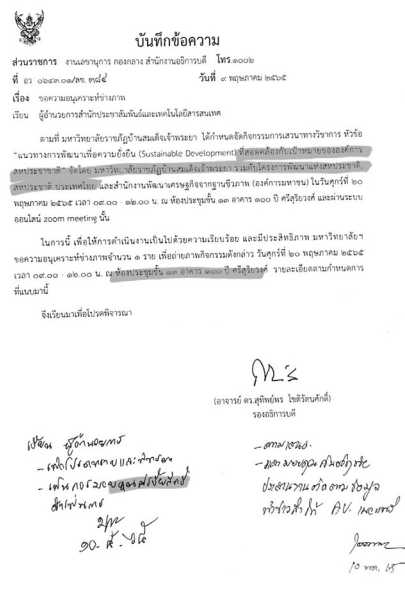 บันทึกข้อความ
ส่วนราชการ งานเลขานุการ กองกลาง สำนักงานอธิการบดี โทร.๑๐๐๒
ที่ อว ๐๖๔๓.๐๑/ลข.๓๘๔ วันที่ ๙ พฤษภาคม ๒๕๖๕
เรื่อง ขอความอนุเคราะห์ช่างภาพ
เรียน ผู้อำนวยการสำนักประชาสัมพันธ์และเทคโนโลยีสารสนเทศ
ตามที่ มหาวิทยาลัยราชภัฏบ้านสมเด็จเจ้าพระยา ได้กำหนดจัดกิจกรรมการเสวนาทางวิชาการ หัวข้อ
"แนวทางการพัฒนาเพื่อความยั่งยืน (Sustainable Development) ที่สอดคล้องกับเป้าหมายขององค์การ
สหประชาชาติ" จัดโดย มหาวิทยาลัยราชภัฏบ้านสมเด็จเจ้าพระยา ร่วมกับโครงการพัฒนาแห่งสหประชาชาติ,
สหประชาชาติ ประเทศไทย และสำนักงานพัฒนาเศรษฐกิจจากฐานชีวภาพ (องค์การมหาชน) ในวันศุกร์ที่ ๒๐
พฤษภาคม ๒๕๖๕ เวลา ๐๙.๐๐ - ๑๒.๐๐ น. ณ ห้องประชุมชั้น ๑๓ อาคาร ๑๐๐ ปี ศรีสุริยวงศ์ และผ่านระบบ
ออนไลน์ zoom meeting นั้น
ในการนี้ เพื่อให้การดำเนินงานเป็นไปด้วยความเรียบร้อย และมีประสิทธิภาพ มหาวิทยาลัยฯ
ขอความอนุเคราะห์ช่างภาพจำนวน ๑ ราย เพื่อถ่ายภาพกิจกรรมดังกล่าว วันศุกร์ที่ ๒๐ พฤษภาคม ๒๕๖๕
เวลา ๐๙.๐๐ - ๑๒.๐๐ น. ณ ห้องประชุมชั้น ๑๓ อาคาร ๑๐๐ ปี ศรีสุริยวงศ์ รายละเอียดตามกำหนดการ
ที่แนบมานี้
จึงเรียนมาเพื่อโปรดพิจารณา
(อาจารย์ ดร.สุทิพย์พร โชติรัตนศักดิ์)
รองอธิการบดี
เรียน ผู้อำนวยการ
- เพื่อโปรดทราบและพิจารณา
- เห็นควรมอบคุณ
๑๐ พ.ค. ๖๕
- ตามเสนอ
10 พ.ค. 65